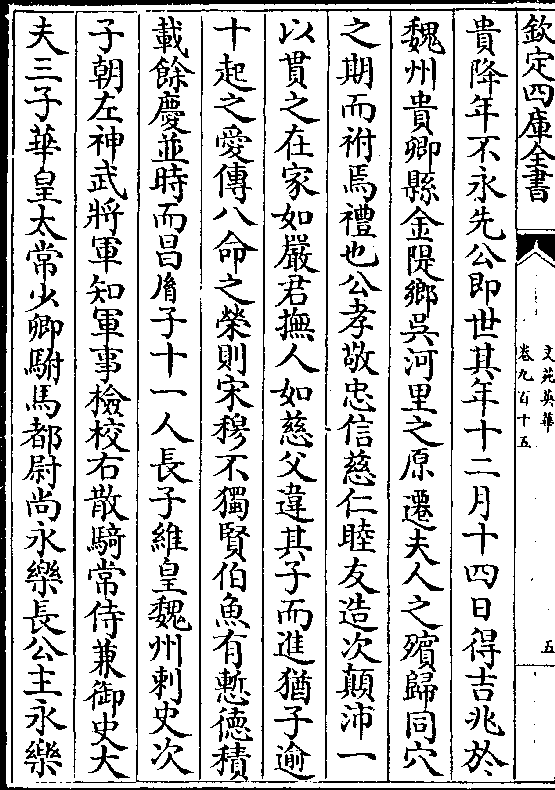 欽定四庫全書
文苑英華
卷九百十五
五
貴降年不永先公即世其年十二月十四日得吉兆於
魏州貴鄉縣金隄鄉吳河里之原遷夫人之殯歸同穴
之期而祔焉禮也公孝敬忠信慈仁睦友造次顛沛一
以貫之在家如嚴君撫人如慈父違其子而進猶子逾
十起之愛傳八命之榮則宋穆不獨賢伯魚有慙徳積
載餘慶並時而昌𦙍子十一人長子維皇魏州刺史次
子朝左神武將軍知軍事檢校右散騎常侍兼御史大
夫三子華皇太常少卿駙馬都尉尚永樂長公主永樂